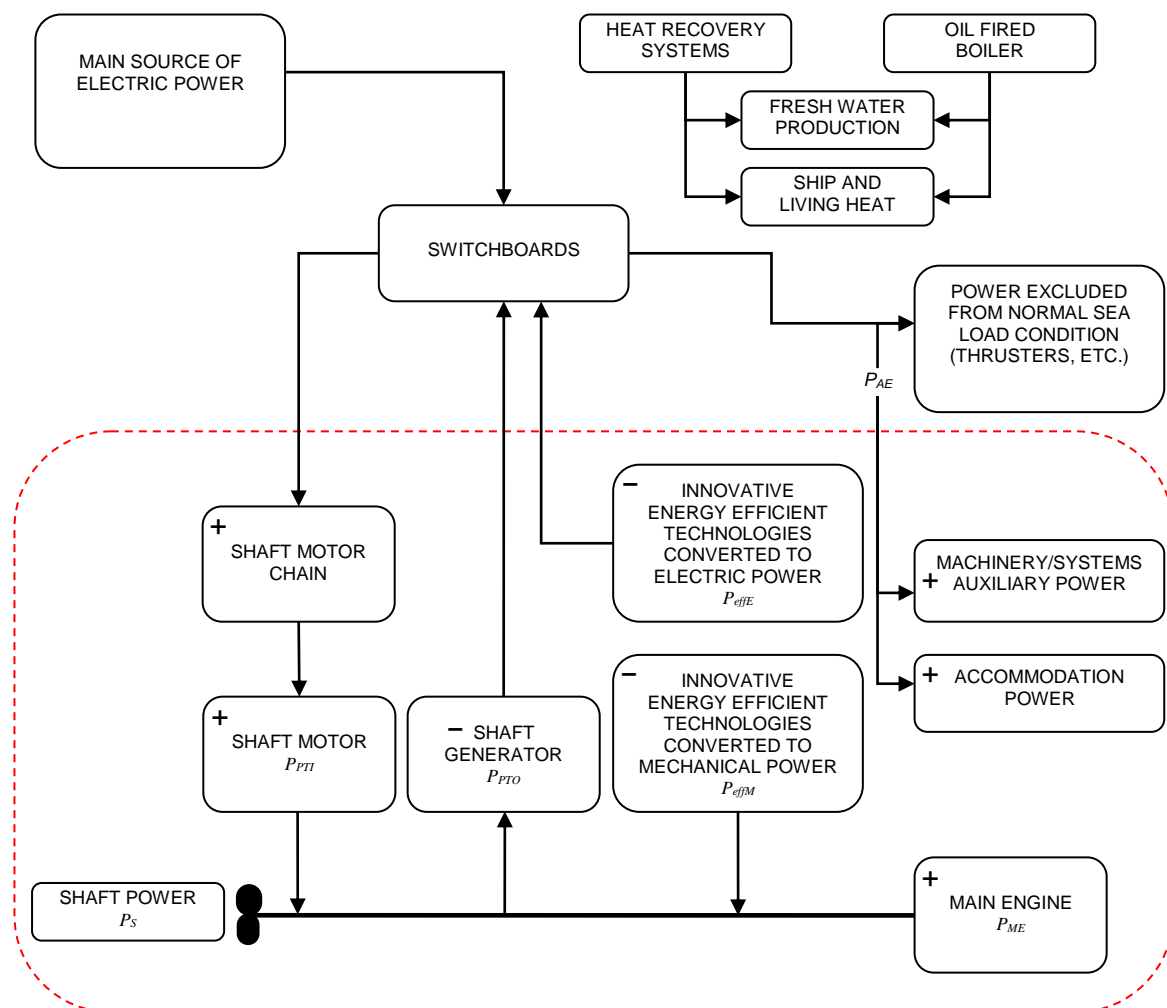 MAIN SOURCE OF
ELECTRIC POWER
HEAT RECOVERY
SYSTEMS
OIL FIRED
BOILER
FRESH WATER
PRODUCTION
SHIP AND
LIVING HEAT
SWITCHBOARDS
POWER EXCLUDED
FROM NORMAL SEA
LOAD CONDITION
(THRUSTERS, ETC.)
PAE
+
SHAFT MOTOR
CHAIN
−
INNOVATIVE
ENERGY EFFICIENT
TECHNOLOGIES
CONVERTED TO
ELECTRIC POWER
PeffE
+
MACHINERY/SYSTEMS
AUXILIARY POWER
+
ACCOMMODATION
POWER
+
SHAFT MOTOR
PPTI
− SHAFT
GENERATOR
PPTO
−
INNOVATIVE
ENERGY EFFICIENT
TECHNOLOGIES
CONVERTED TO
MECHANICAL POWER
PeffM
SHAFT POWER
PS
+
MAIN ENGINE
PME